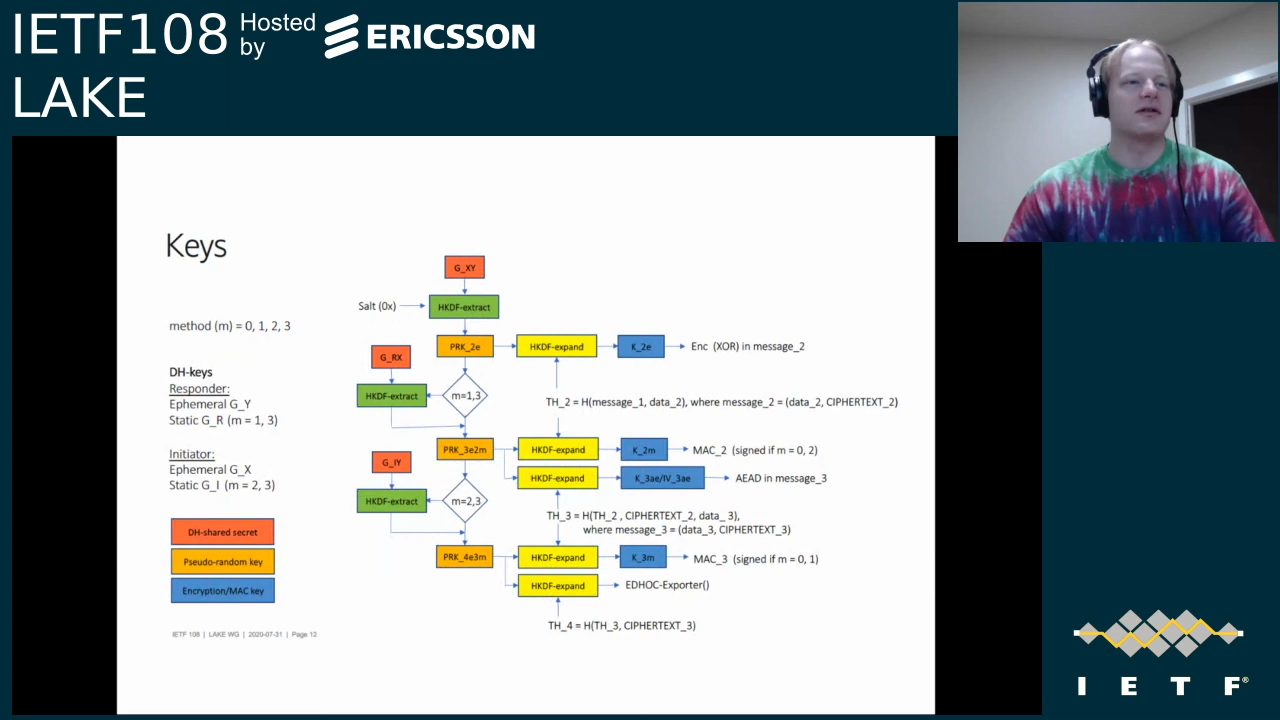 IETF108 Hosted by ERICSSON
LAKE
Keys
method (m) = 0, 1, 2, 3
DH-keys
Responder:
Ephemeral G_Y
Static G_R (m = 1, 3)
Initiator:
Ephemeral G_X
Static G_I (m = 2, 3)
DH-shared secret
Pseudo-random key
Encryption/MAC key
G_XY
Salt (0x)
HKDF-extract
PRK_2e
HKDF-expand
K_2e
Enc (XOR) in message_2
G_RX
HKDF-extract
m=1,3
TH_2 = H(message_1, data_2), where message_2 = (data_2, CIPHERTEXT_2)
PRK_3e2m
HKDF-expand
K_2m
MAC_2 (signed if m = 0, 2)
G_IY
HKDF-expand
K_3ae/IV_3ae
AEAD in message_3
HKDF-extract
m=2,3
TH_3 = H(TH_2 , CIPHERTEXT_2, data_ 3),
where message_3 = (data_3, CIPHERTEXT_3)
PRK_4e3m
HKDF-expand
K_3m
MAC_3 (signed if m = 0, 1)
HKDF-expand
EDHOC-Exporter()
TH_4 = H(TH_3, CIPHERTEXT_3)
IETF 108 | LAKE WG | 2020-07-31 | Page 12
I E T F®